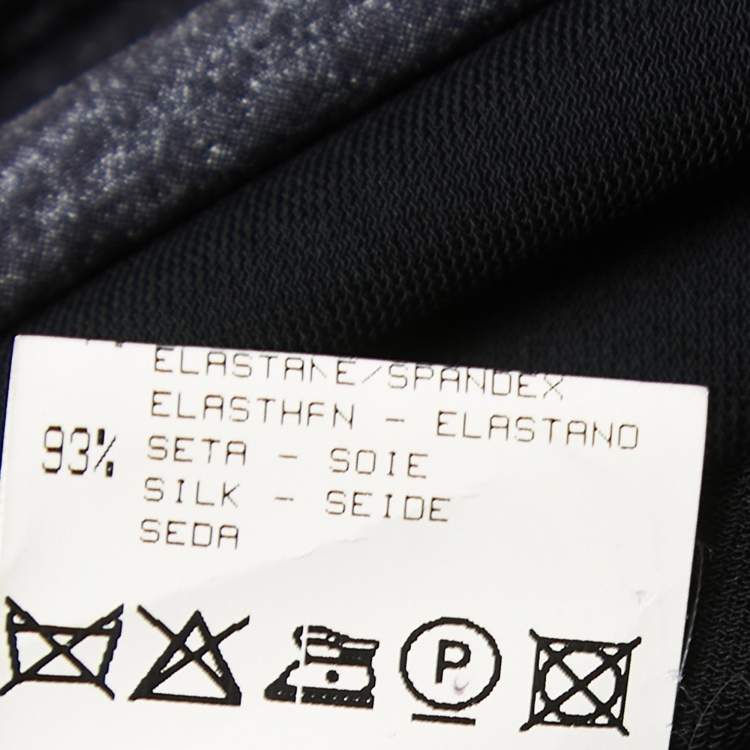 ELASTANE/SPANDEX
ELASTHAN - ELASTANO
93% SETA - SOIE
SILK - SEIDE
SEDA
P